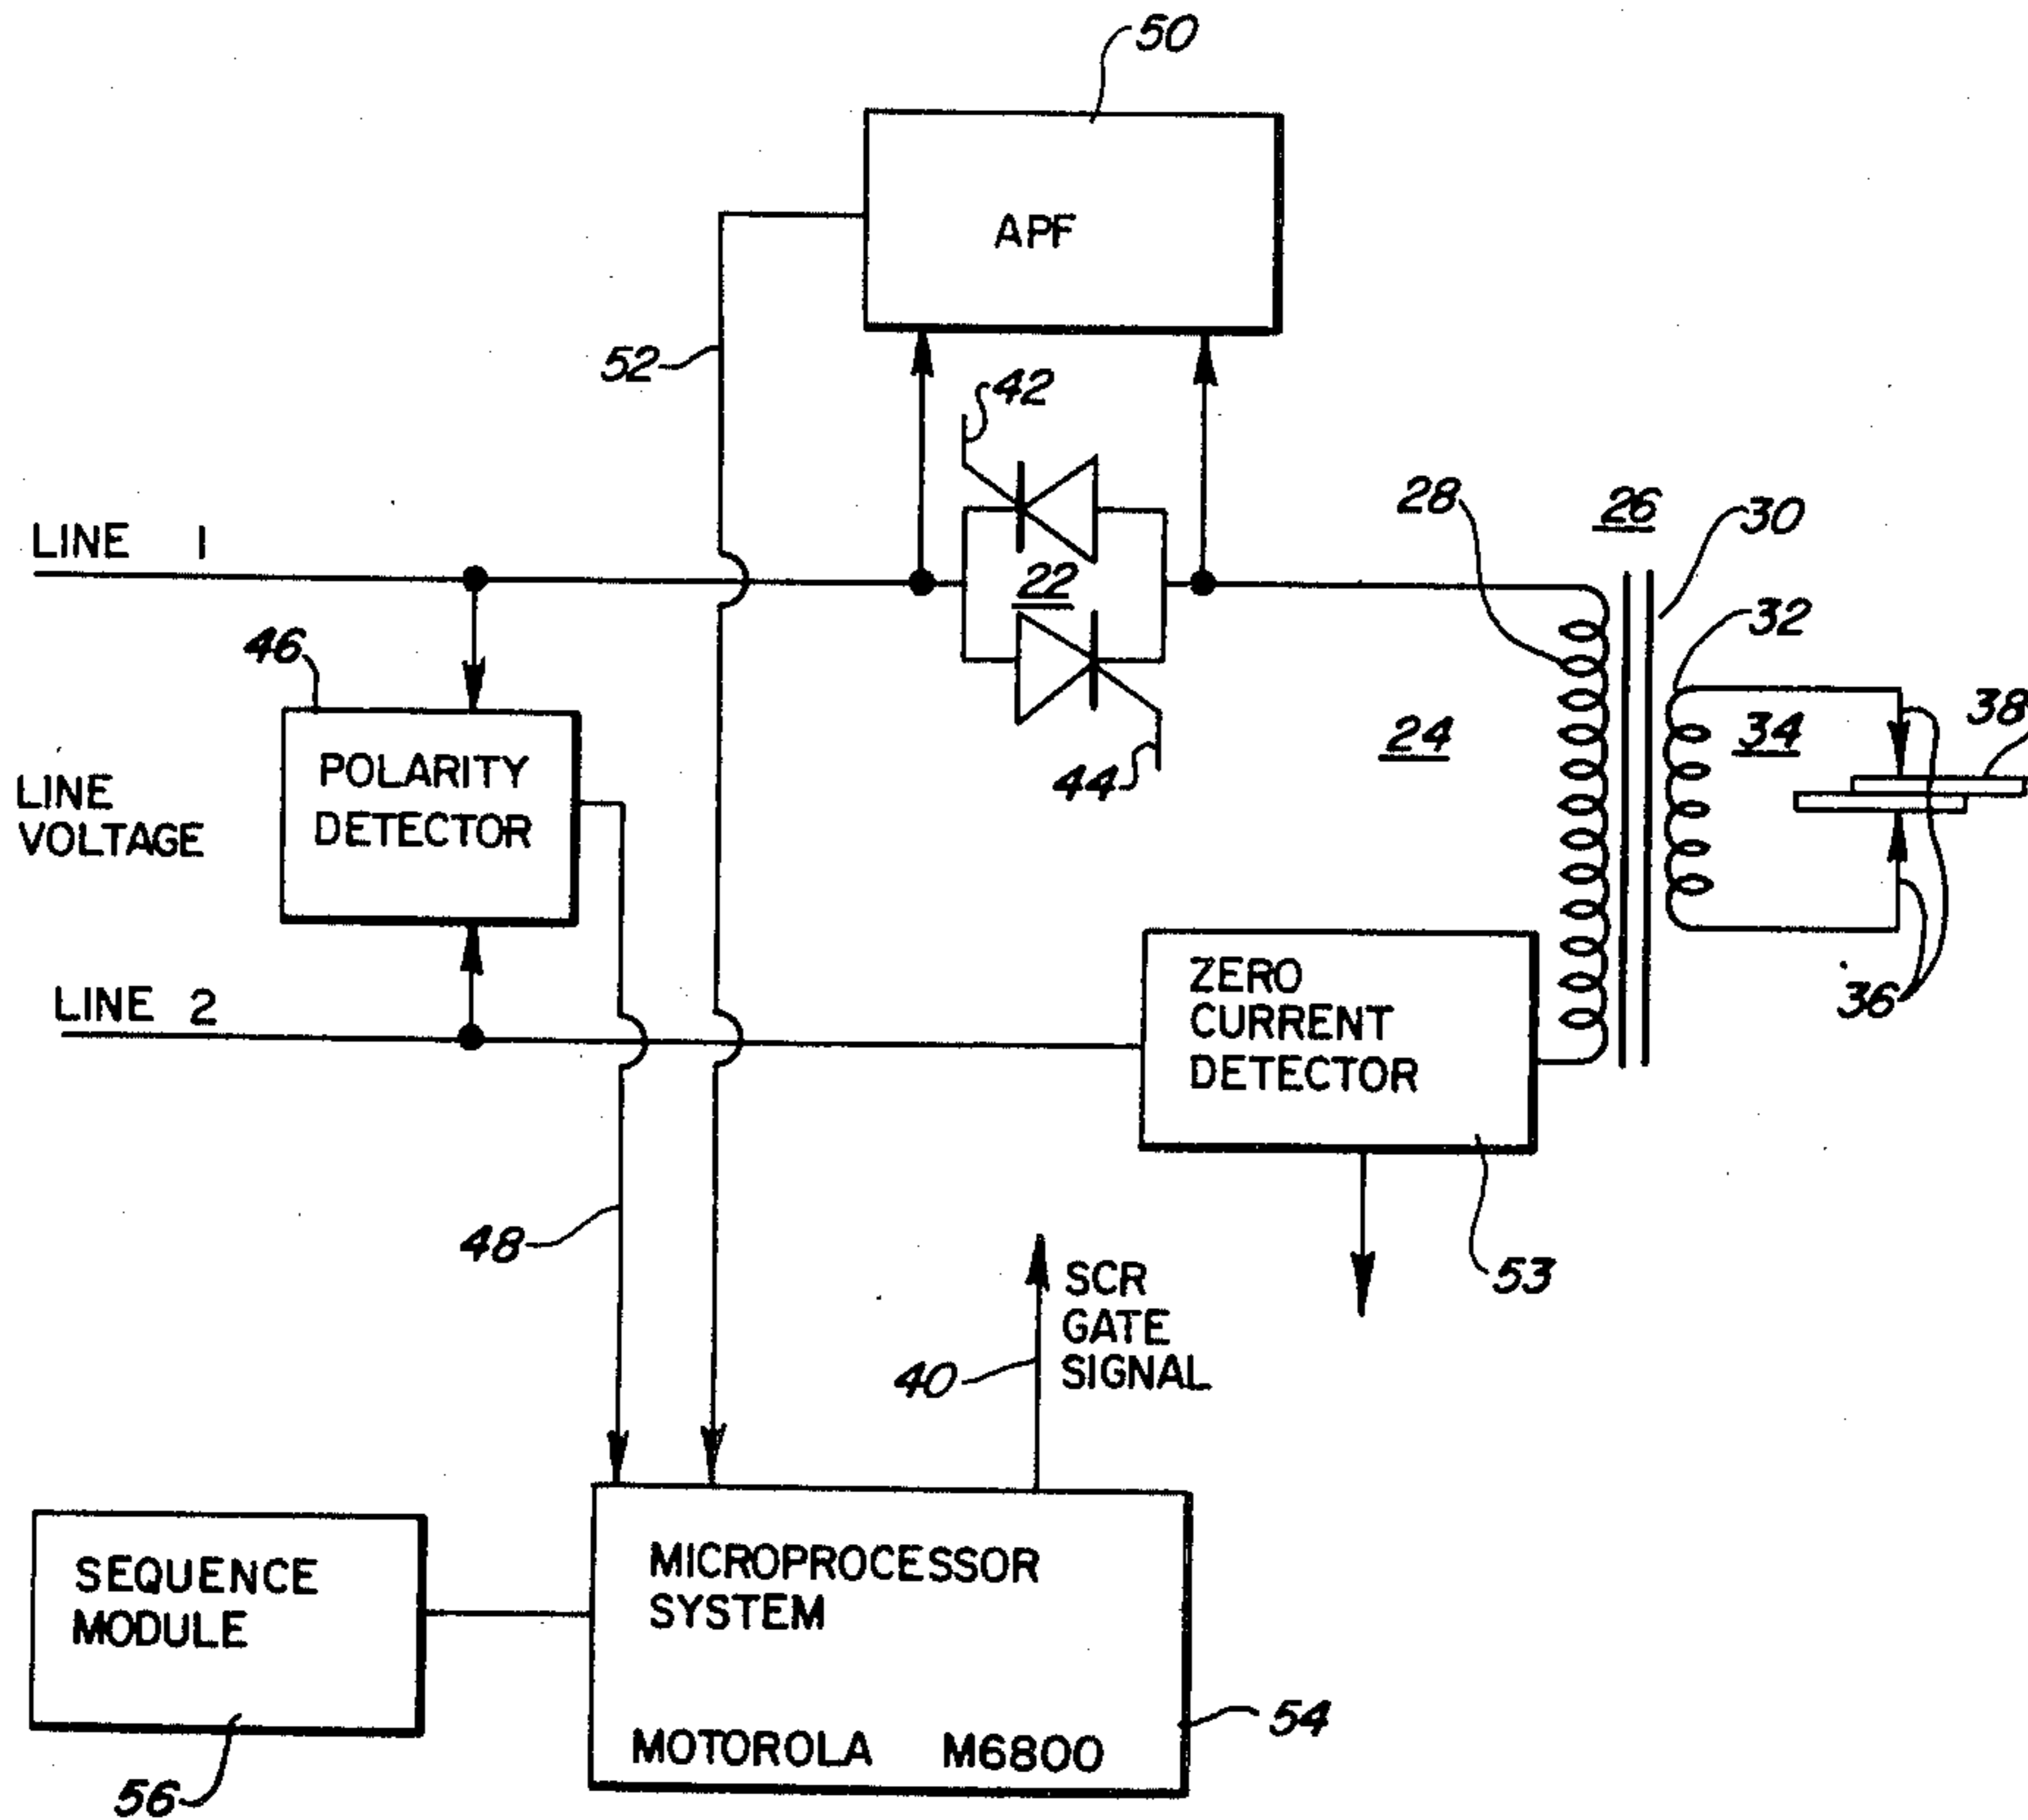 50
APF
52
42
28
26
30
LINE 1
22
32
46
24
34
38
44
POLARITY
DETECTOR
LINE
VOLTAGE
ZERO
CURRENT
DETECTOR
LINE 2
36
48
SCR
GATE
SIGNAL
53
40
SEQUENCE
MODULE
MICROPROCESSOR
SYSTEM
MOTOROLA M6800
54
56